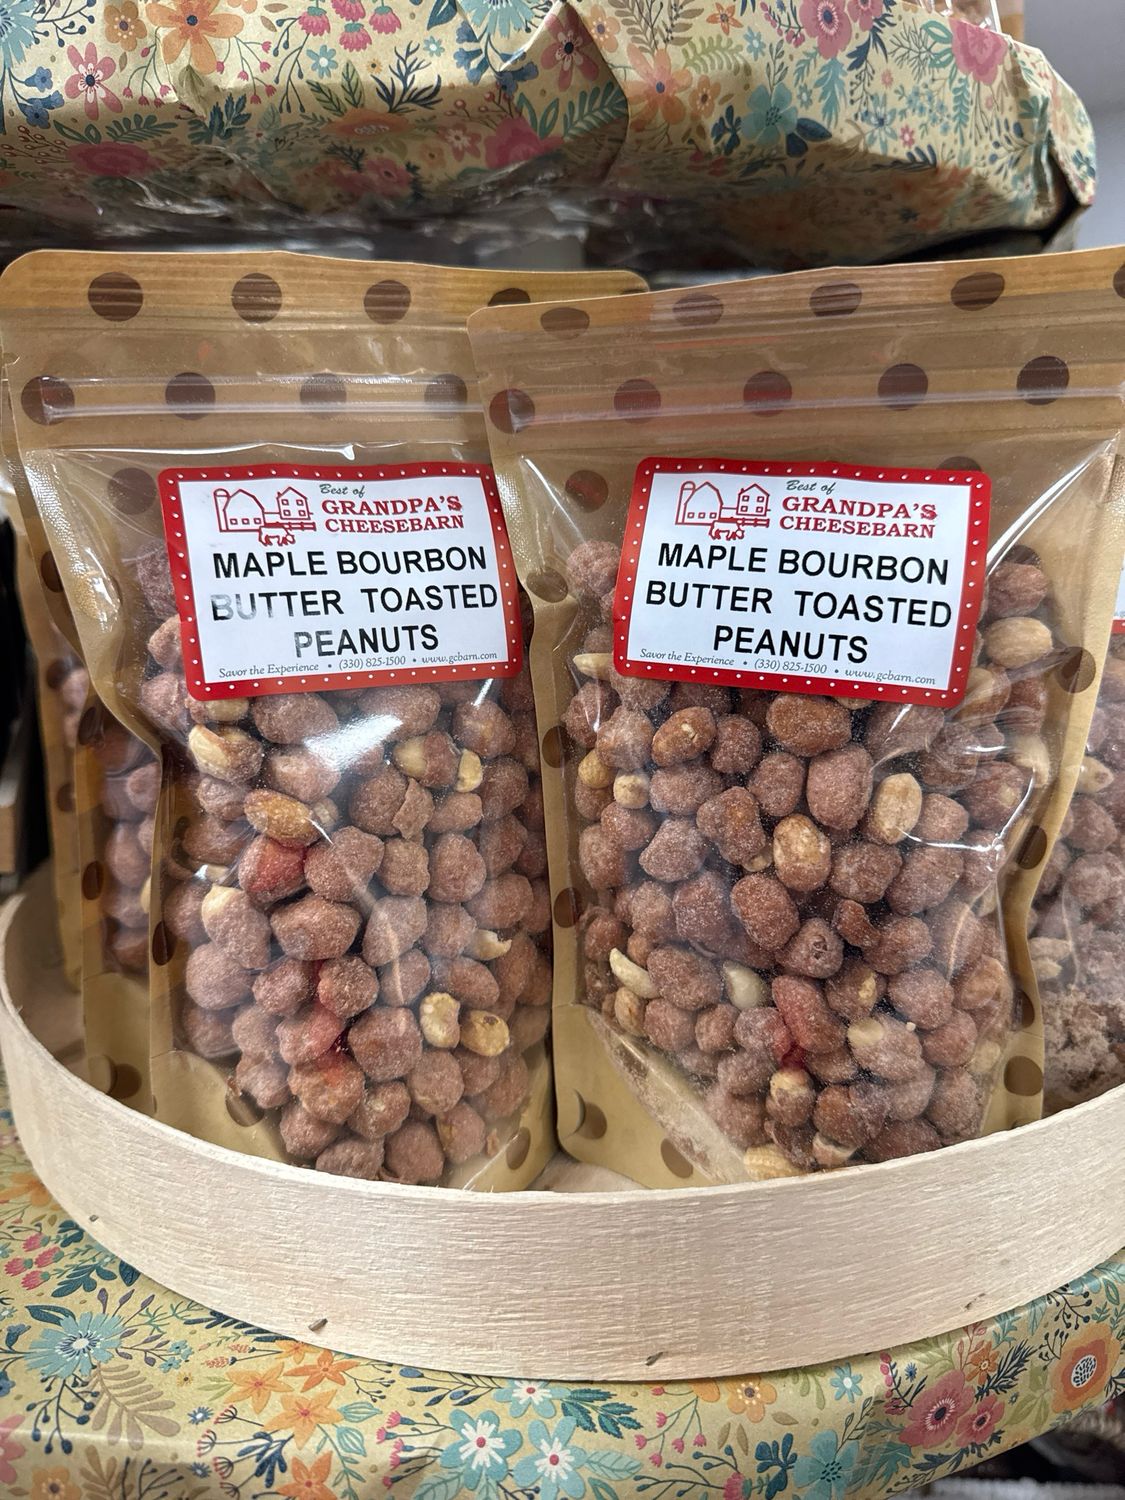 Best of
GRANDPA'S
CHEESEBARN
MAPLE BOURBON
BUTTER TOASTED
PEANUTS
Savor the Experience • (330) 825-1500 • www.gcbarn.com
Best of
GRANDPA'S
CHEESEBARN
MAPLE BOURBON
BUTTER TOASTED
PEANUTS
Savor the Experience • (330) 825-1500 • www.gcbarn.com